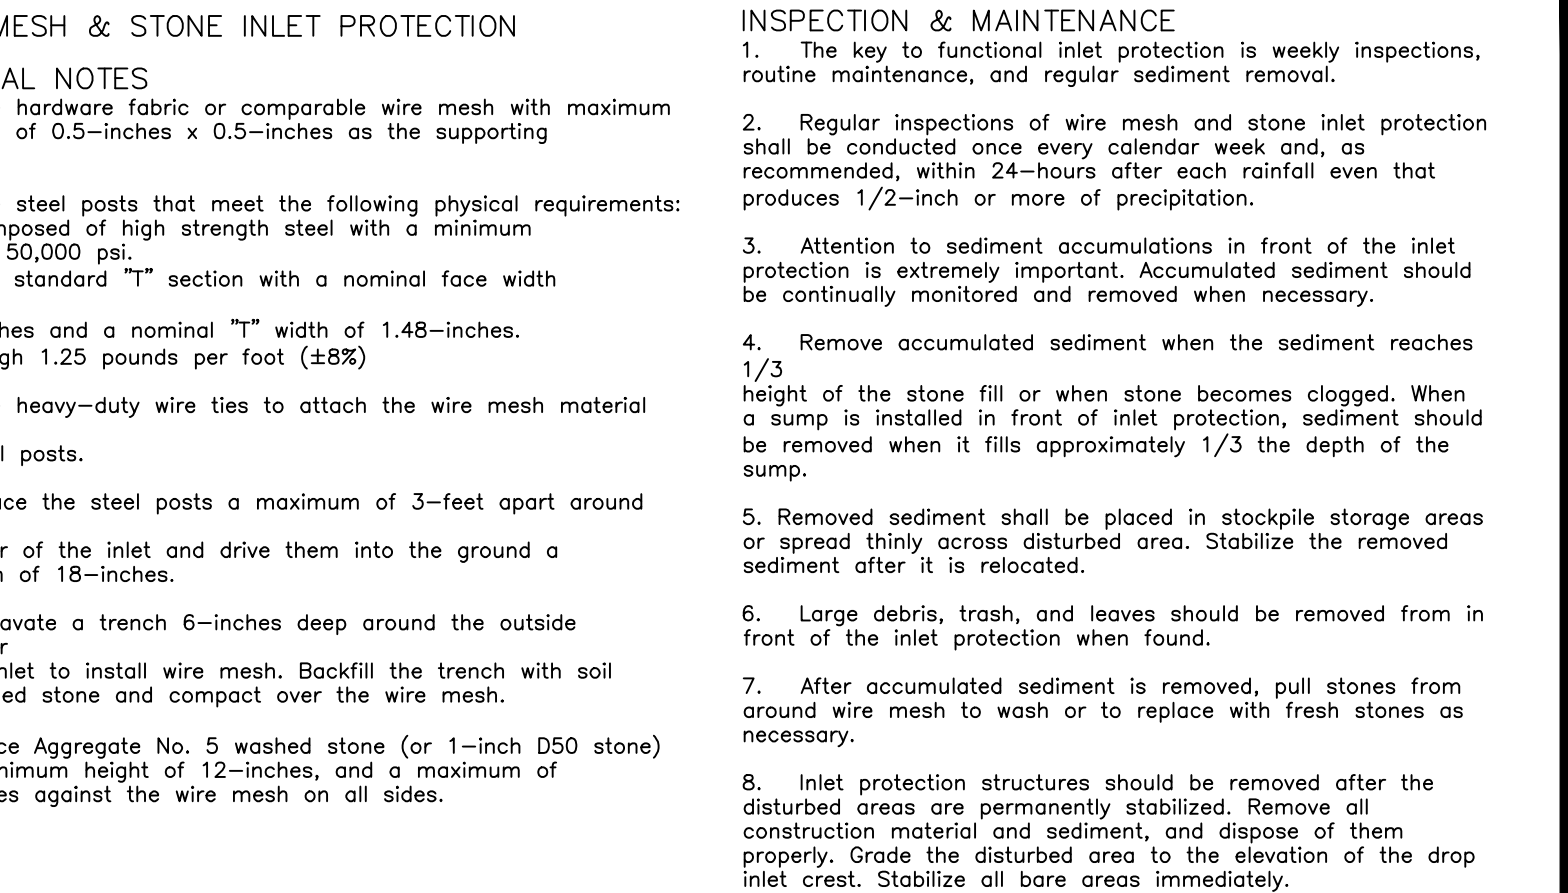 MESH & STONE INLET PROTECTION
AL NOTES
hardware fabric or comparable wire mesh with maximum
of 0.5-inches x 0.5-inches as the supporting
steel posts that meet the following physical requirements:
mposed of high strength steel with a minimum
50,000 psi.
standard "T" section with a nominal face width
hes and a nominal "T" width of 1.48-inches.
gh 1.25 pounds per foot (±8%)
heavy-duty wire ties to attach the wire mesh material
l posts.
ace the steel posts a maximum of 3-feet apart around
r of the inlet and drive them into the ground a
of 18-inches.
avate a trench 6-inches deep around the outside
r
nlet to install wire mesh. Backfill the trench with soil
ed stone and compact over the wire mesh.
ce Aggregate No. 5 washed stone (or 1-inch D50 stone)
nimum height of 12-inches, and a maximum of
es against the wire mesh on all sides.
INSPECTION & MAINTENANCE
1. The key to functional inlet protection is weekly inspections,
routine maintenance, and regular sediment removal.
2. Regular inspections of wire mesh and stone inlet protection
shall be conducted once every calendar week and, as
recommended, within 24-hours after each rainfall even that
produces 1/2-inch or more of precipitation.
3. Attention to sediment accumulations in front of the inlet
protection is extremely important. Accumulated sediment should
be continually monitored and removed when necessary.
4. Remove accumulated sediment when the sediment reaches
1/3
height of the stone fill or when stone becomes clogged. When
a sump is installed in front of inlet protection, sediment should
be removed when it fills approximately 1/3 the depth of the
sump.
5. Removed sediment shall be placed in stockpile storage areas
or spread thinly across disturbed area. Stabilize the removed
sediment after it is relocated.
6. Large debris, trash, and leaves should be removed from in
front of the inlet protection when found.
7. After accumulated sediment is removed, pull stones from
around wire mesh to wash or to replace with fresh stones as
necessary.
8. Inlet protection structures should be removed after the
disturbed areas are permanently stabilized. Remove all
construction material and sediment, and dispose of them
properly. Grade the disturbed area to the elevation of the drop
inlet crest. Stabilize all bare areas immediately.